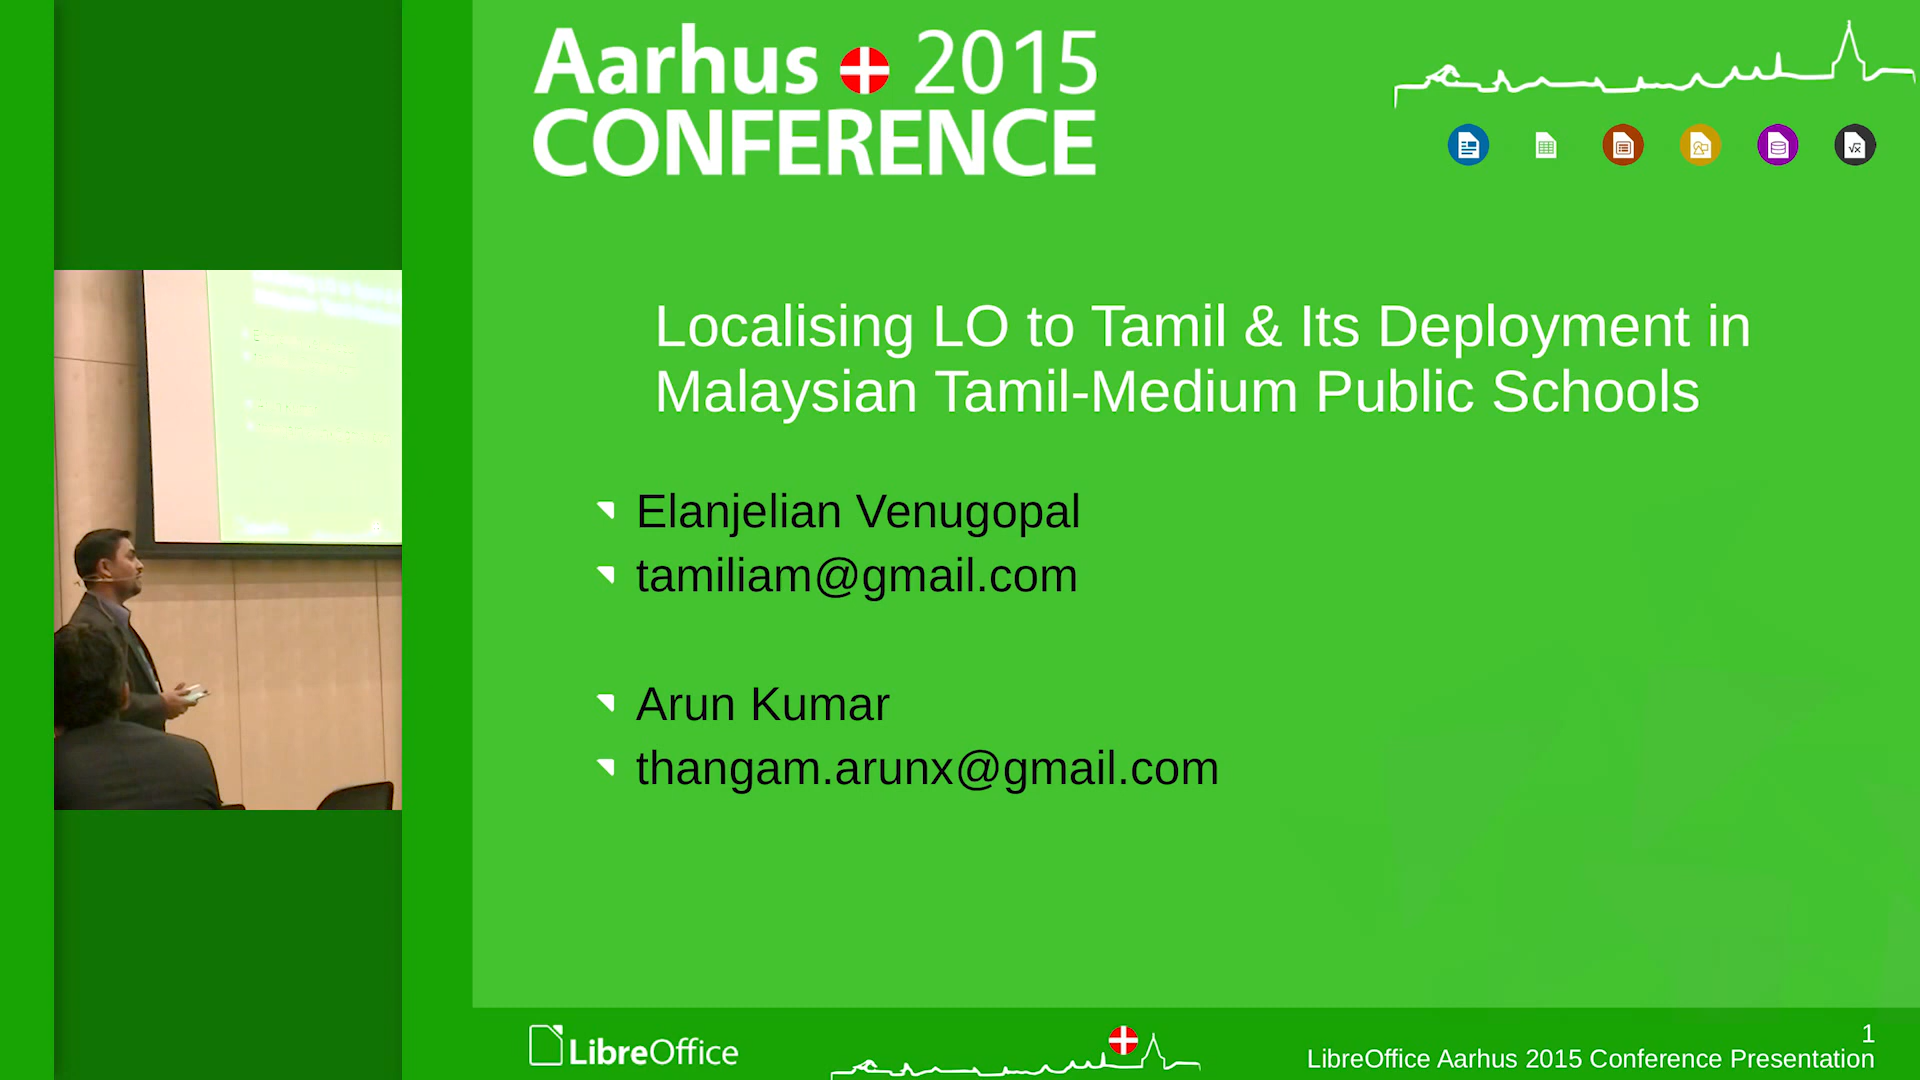 Aarhus 2015
CONFERENCE
Localising LO to Tamil & Its Deployment in
Malaysian Tamil-Medium Public Schools
Elanjelian Venugopal
tamiliam@gmail.com
Arun Kumar
thangam.arunx@gmail.com
LibreOffice
1
LibreOffice Aarhus 2015 Conference Presentation